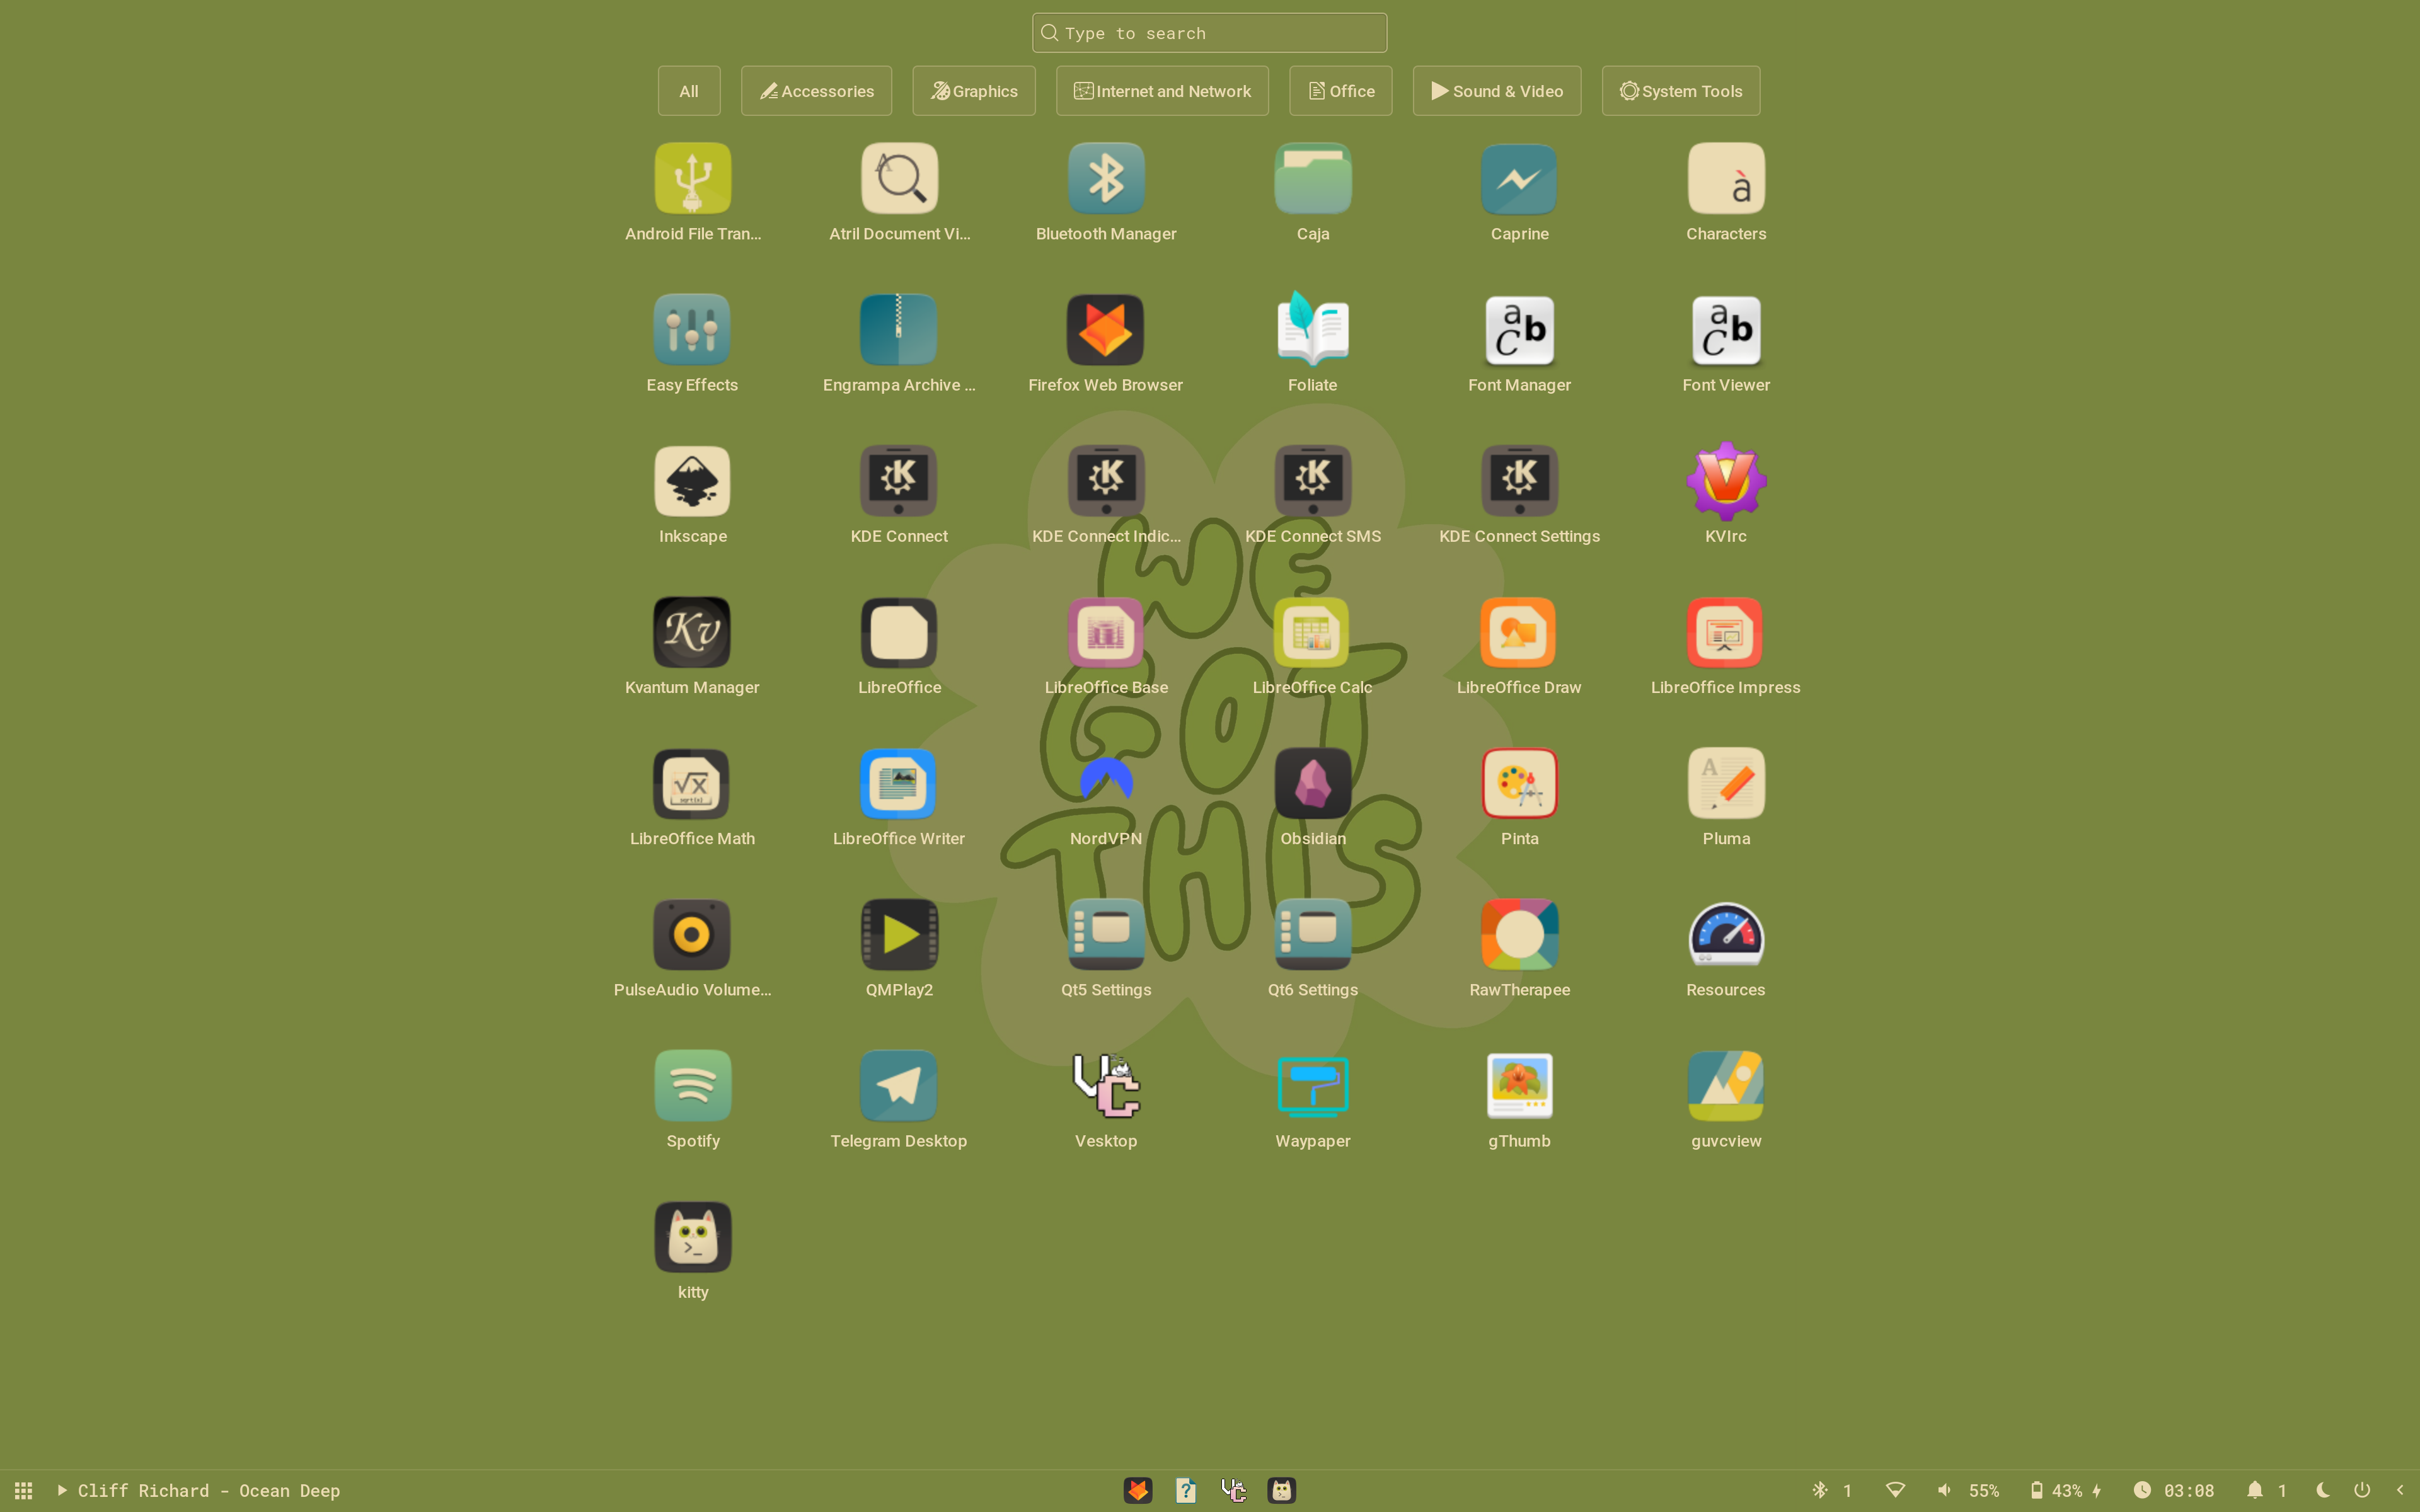 Type to search
All Accessories Graphics Internet and Network Office Sound & Video System Tools
Android File Tran... Atril Document Vi... Bluetooth Manager Caja Caprine Characters
Easy Effects Engrampa Archive ... Firefox Web Browser Foliate Font Manager Font Viewer
Inkscape KDE Connect KDE Connect Indic... KDE Connect SMS KDE Connect Settings KVIrc
WE
Kvantum Manager LibreOffice LibreOffice Base LibreOffice Calc LibreOffice Draw LibreOffice Impress
GOT
LibreOffice Math LibreOffice Writer NordVPN Obsidian Pinta Pluma
THIS
PulseAudio Volume... QMPlay2 Qt5 Settings Qt6 Settings RawTherapee Resources
Spotify Telegram Desktop Vesktop Waypaper gThumb guvcview
kitty
Cliff Richard - Ocean Deep 1 55% 43% 03:08 1